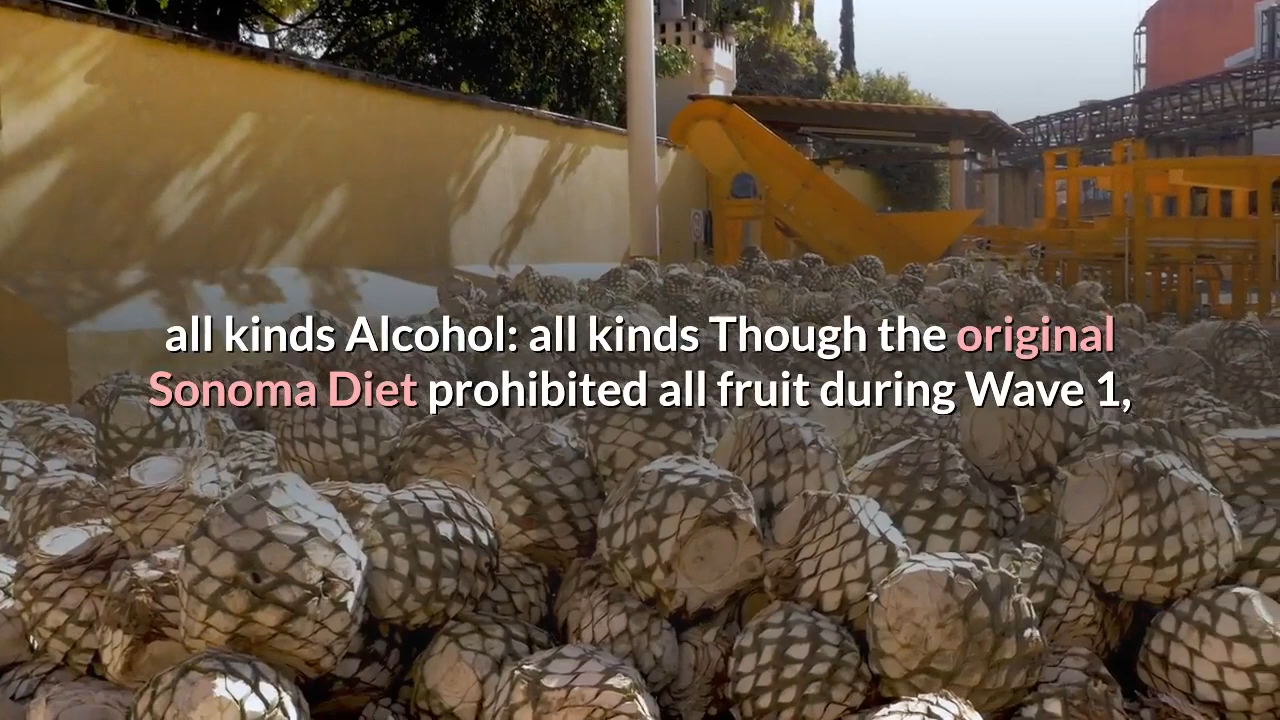 all kinds Alcohol: all kinds Though the original
Sonoma Diet prohibited all fruit during Wave 1,